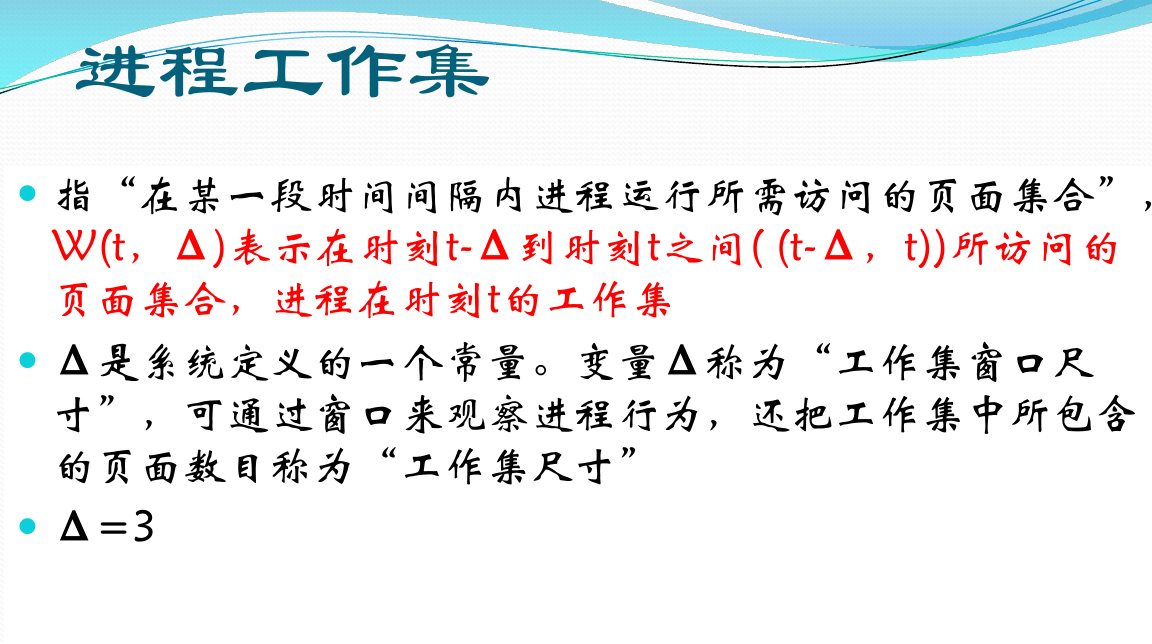 进程工作集
指“在某一段时间间隔内进程运行所需访问的页面集合”，
W(t，Δ)表示在时刻t-Δ到时刻t之间( (t-Δ，t))所访问的
页面集合，进程在时刻t的工作集
Δ是系统定义的一个常量。变量Δ称为“工作集窗口尺
寸”，可通过窗口来观察进程行为，还把工作集中所包含
的页面数目称为“工作集尺寸”
Δ=3